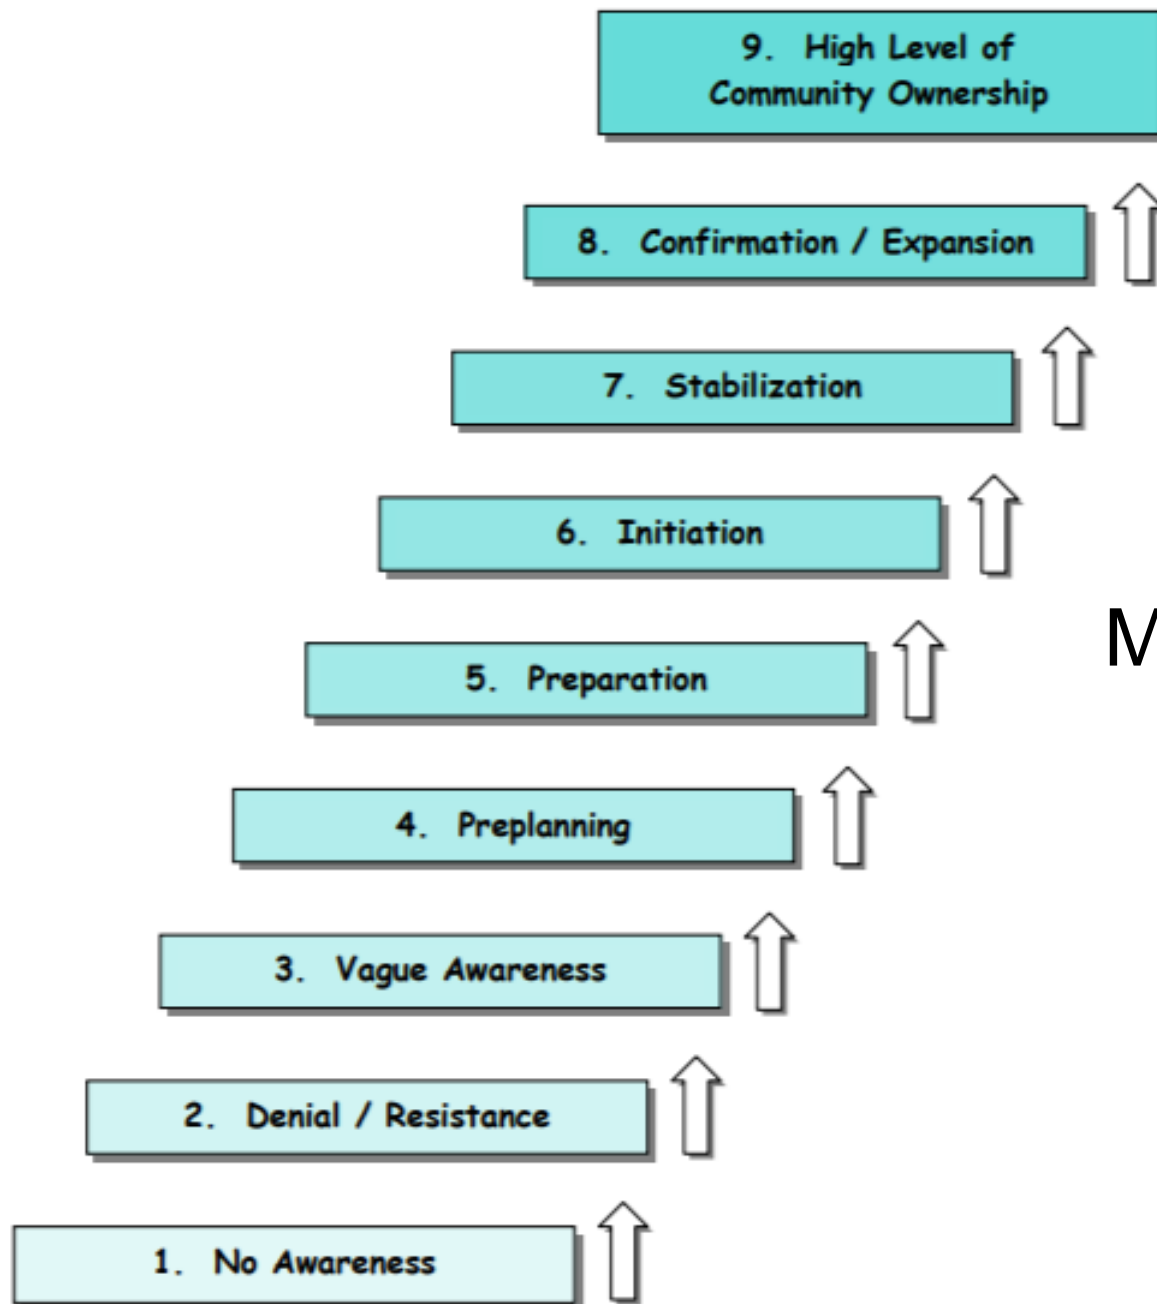 9. High Level of
Community Ownership
8. Confirmation / Expansion
7. Stabilization
6. Initiation
M
5. Preparation
4. Preplanning
3. Vague Awareness
2. Denial / Resistance
1. No Awareness